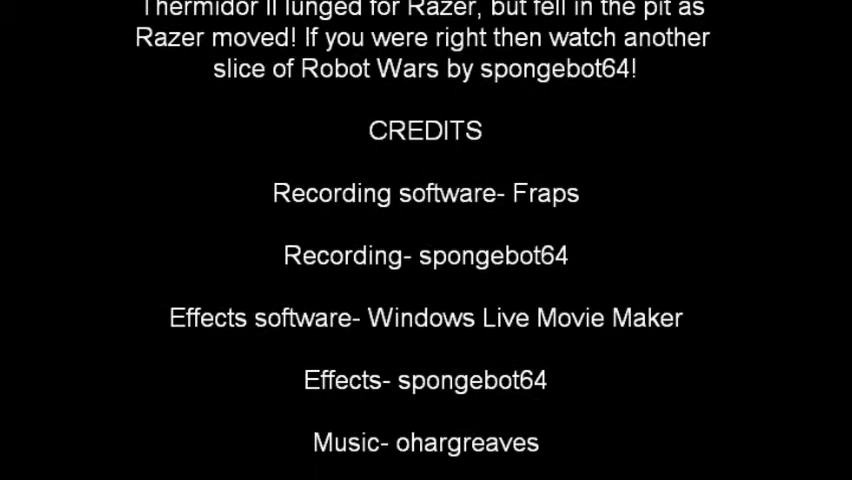 Thermidor II lunged for Razer, but fell in the pit as
Razer moved! If you were right then watch another
slice of Robot Wars by spongebot64!
CREDITS
Recording software- Fraps
Recording- spongebot64
Effects software- Windows Live Movie Maker
Effects- spongebot64
Music- ohargreaves